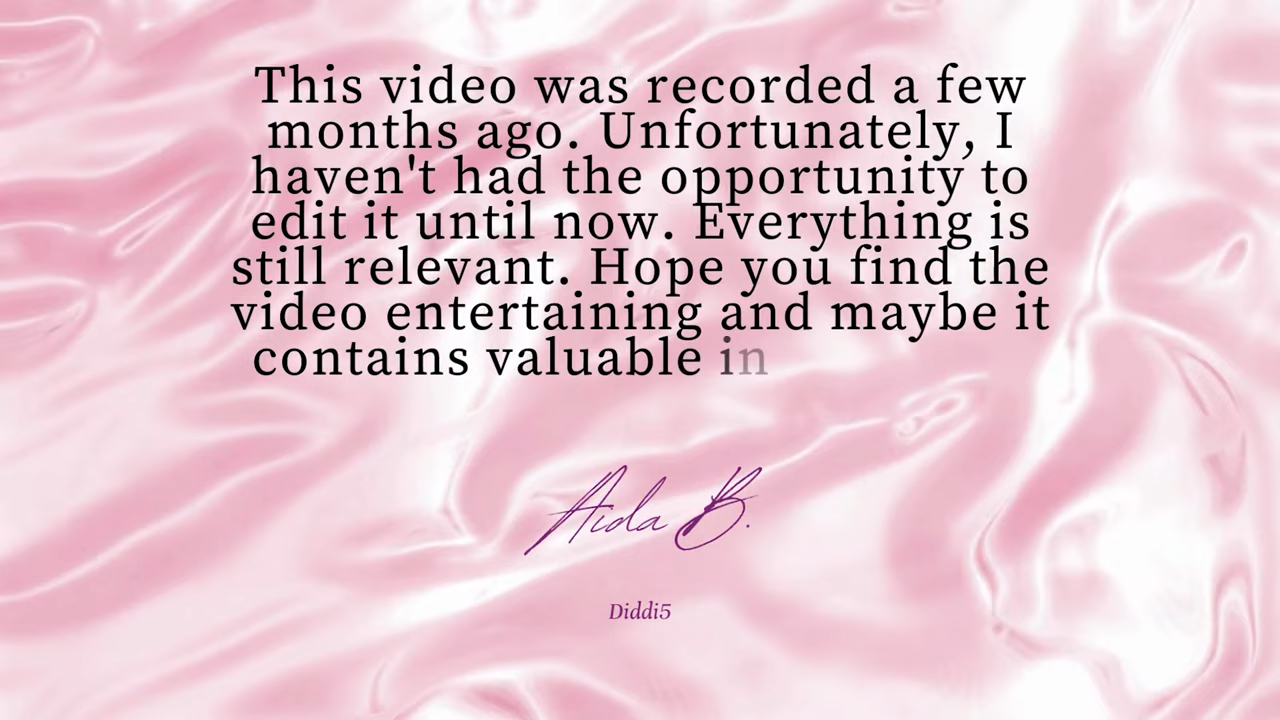 This video was recorded a few
months ago. Unfortunately, I
haven't had the opportunity to
edit it until now. Everything is
still relevant. Hope you find the
video entertaining and maybe it
contains valuable in
Aida B.
Diddi5